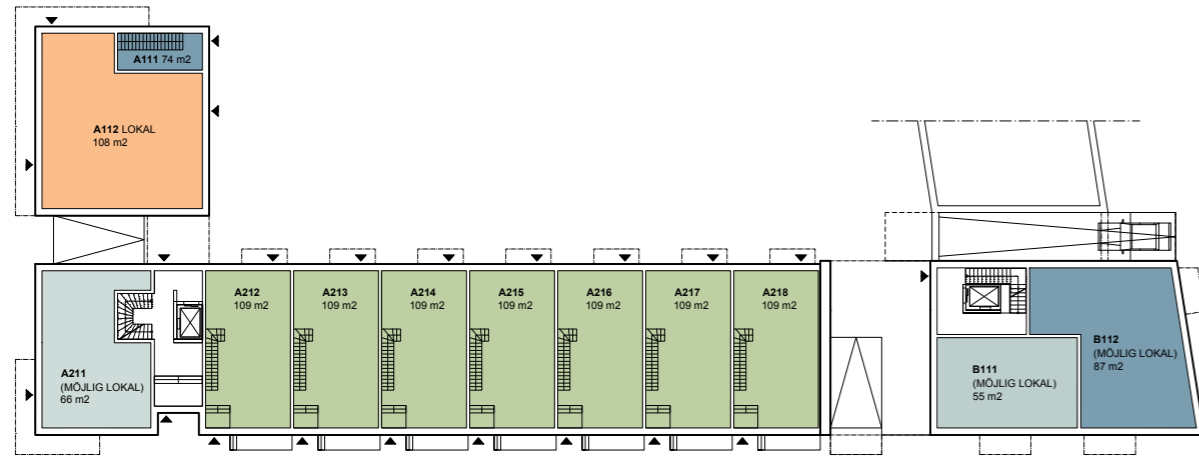 A111 74 m2
A112 LOKAL
108 m2
A212
109 m2
A213
109 m2
A214
109 m2
A215
109 m2
A216
109 m2
A217
109 m2
A218
109 m2
A211
(MÖJLIG LOKAL)
66 m2
B111
(MÖJLIG LOKAL)
55 m2
B112
(MÖJLIG LOKAL)
87 m2